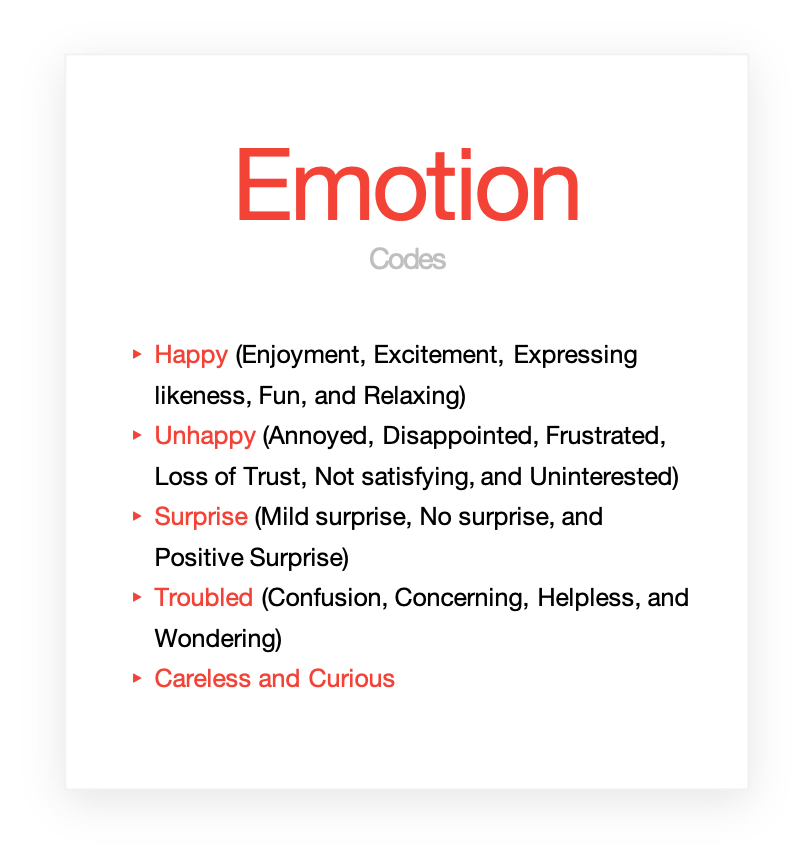 Emotion
Codes
‣ Happy (Enjoyment, Excitement, Expressing
likeness, Fun, and Relaxing)
‣ Unhappy (Annoyed, Disappointed, Frustrated,
Loss of Trust, Not satisfying, and Uninterested)
‣ Surprise (Mild surprise, No surprise, and
Positive Surprise)
‣ Troubled (Confusion, Concerning, Helpless, and
Wondering)
‣ Careless and Curious